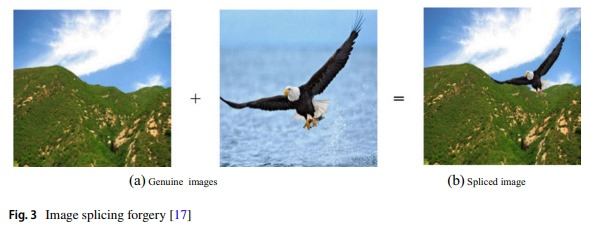 + =
(a) Genuine images (b) Spliced image
Fig. 3 Image splicing forgery [17]